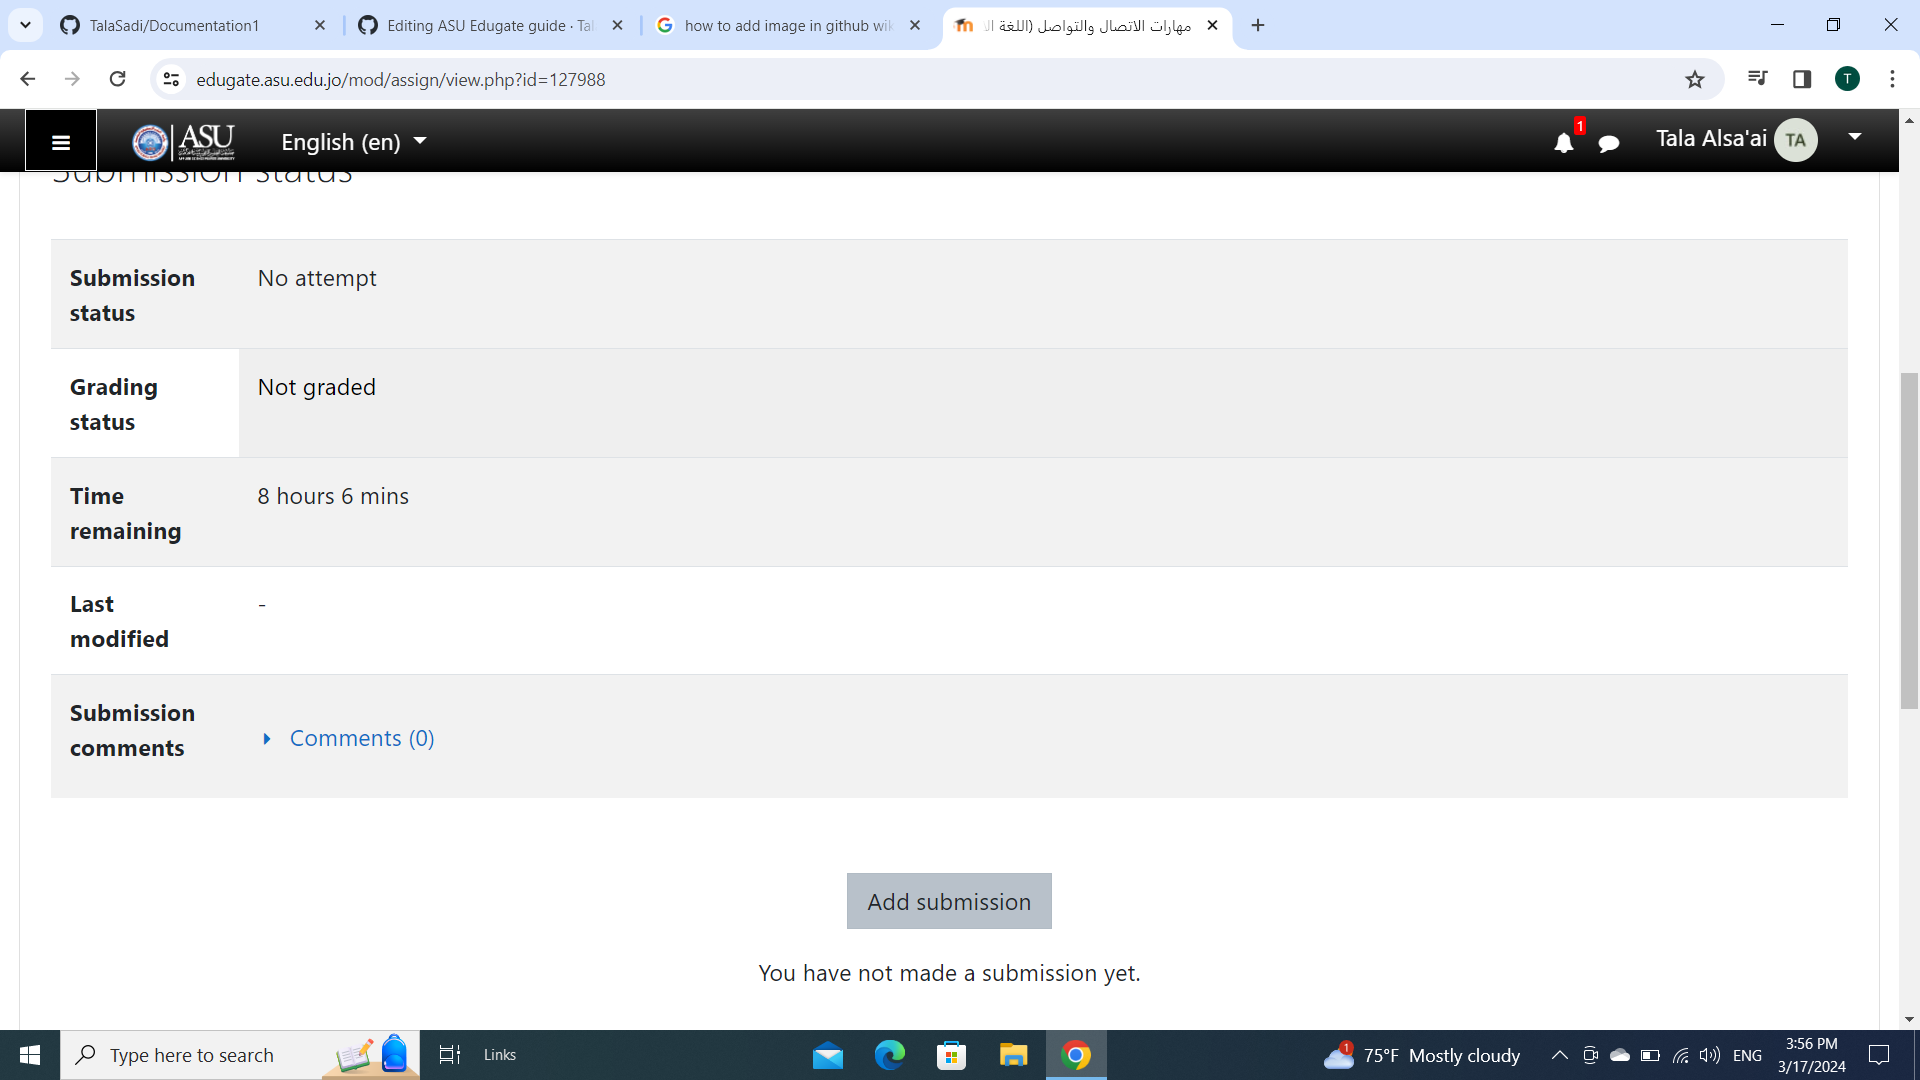 TalaSadi/Documentation1
Editing ASU Edugate guide · Tal
how to add image in github wik
مهارات الاتصال والتواصل (اللغة الا
edugate.asu.edu.jo/mod/assign/view.php?id=127988
T
ASU
English (en)
1
Tala Alsa'ai
TA
Submission status
Submission status
No attempt
Grading status
Not graded
Time remaining
8 hours 6 mins
Last modified
-
Submission comments
Comments (0)
Add submission
You have not made a submission yet.
Type here to search
Links
1
75°F Mostly cloudy
ENG
3:56 PM
3/17/2024